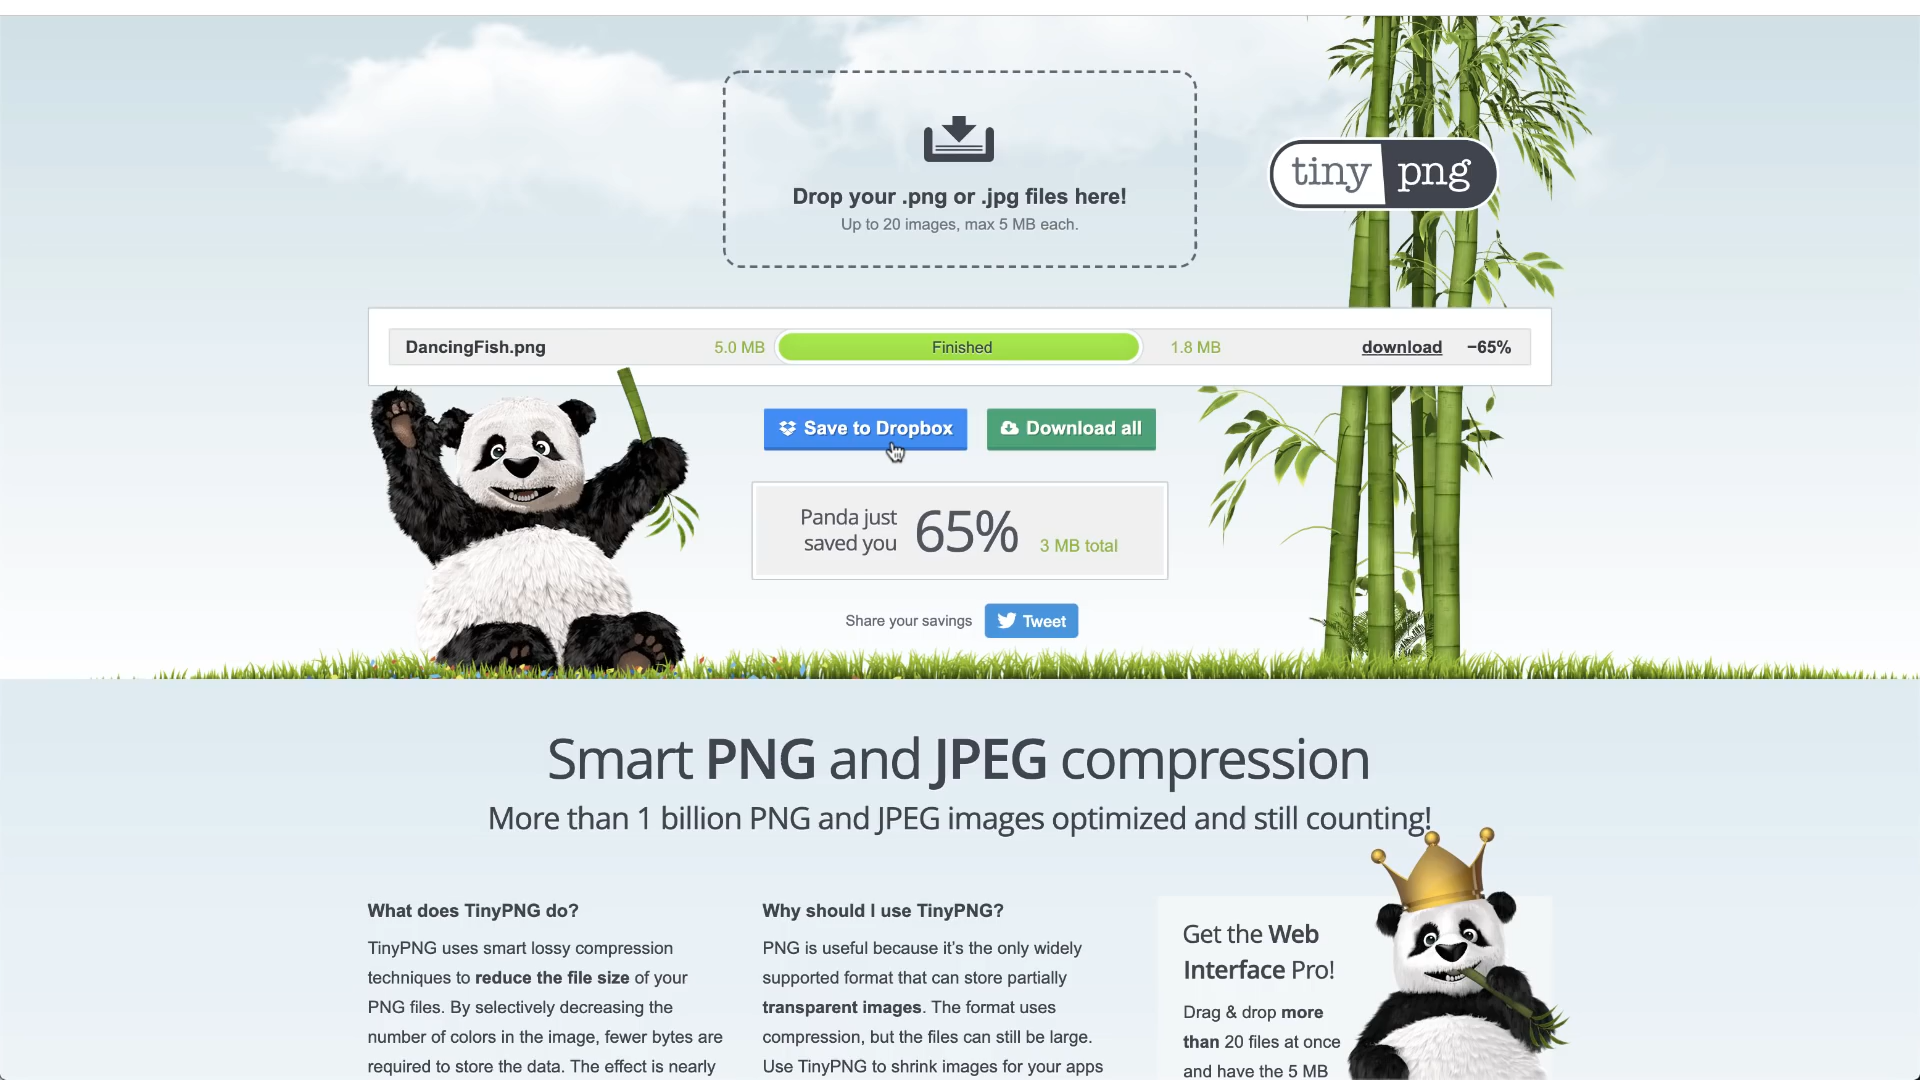 Drop your .png or .jpg files here!
Up to 20 images, max 5 MB each.
tiny png
DancingFish.png 5.0 MB Finished 1.8 MB download −65%
Save to Dropbox Download all
Panda just
saved you 65% 3 MB total
Share your savings Tweet
Smart PNG and JPEG compression
More than 1 billion PNG and JPEG images optimized and still counting!
What does TinyPNG do?
TinyPNG uses smart lossy compression
techniques to reduce the file size of your
PNG files. By selectively decreasing the
number of colors in the image, fewer bytes are
required to store the data. The effect is nearly
Why should I use TinyPNG?
PNG is useful because it’s the only widely
supported format that can store partially
transparent images. The format uses
compression, but the files can still be large.
Use TinyPNG to shrink images for your apps
Get the Web
Interface Pro!
Drag & drop more
than 20 files at once
and have the 5 MB